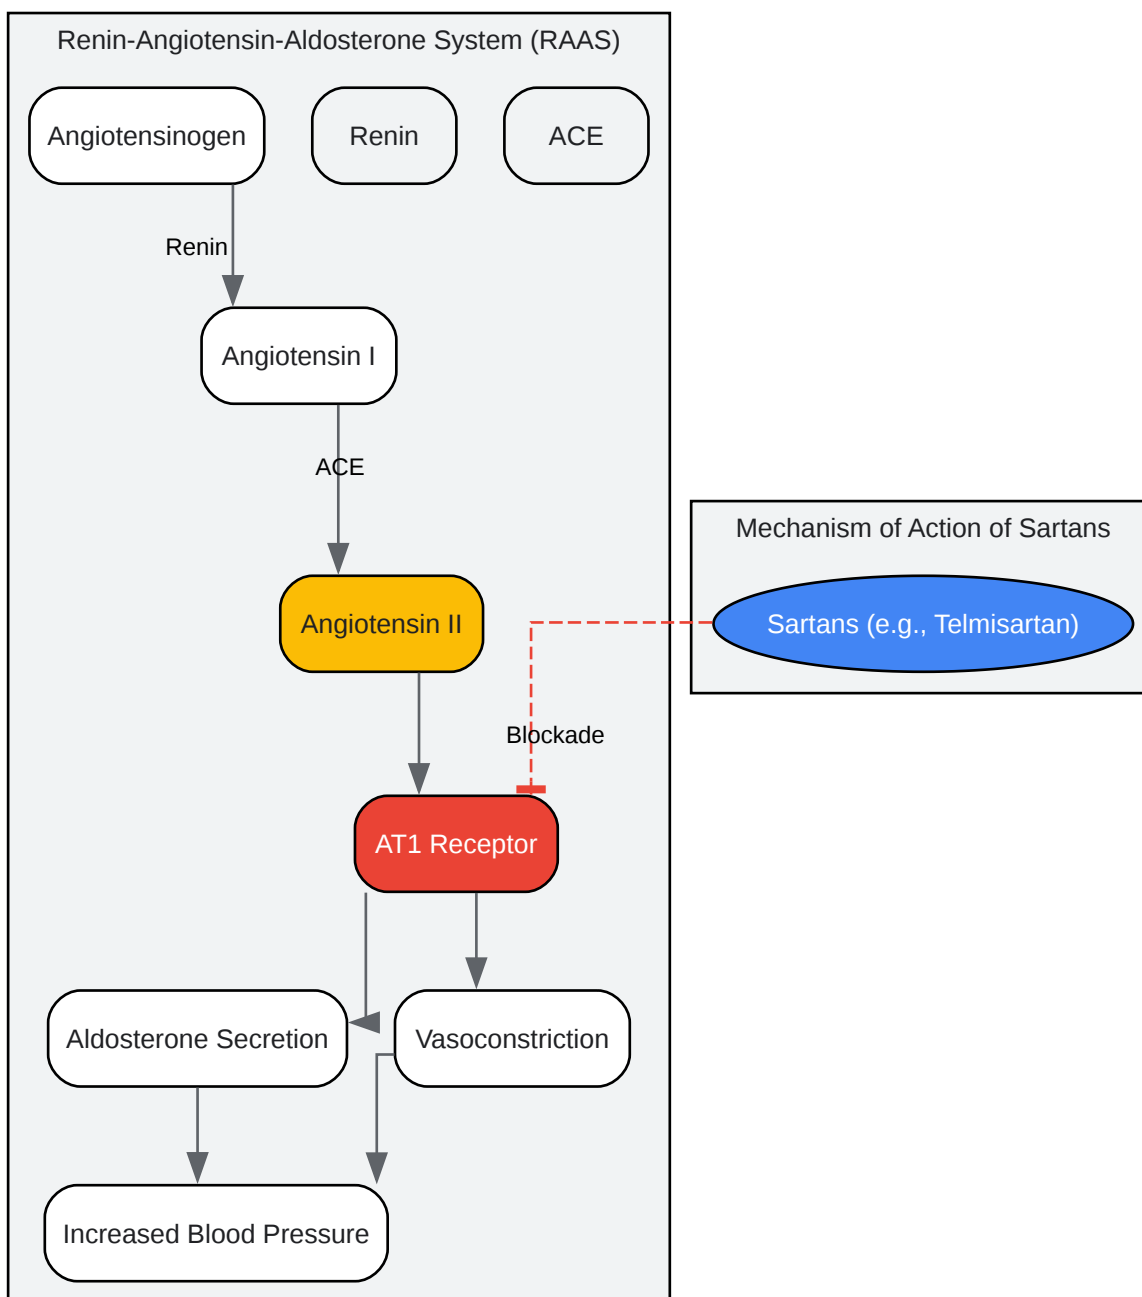 Renin-Angiotensin-Aldosterone System (RAAS)
Angiotensinogen
Renin
ACE
Renin
Angiotensin I
ACE
Mechanism of Action of Sartans
Angiotensin II
Sartans (e.g., Telmisartan)
Blockade
AT1 Receptor
Aldosterone Secretion
Vasoconstriction
Increased Blood Pressure